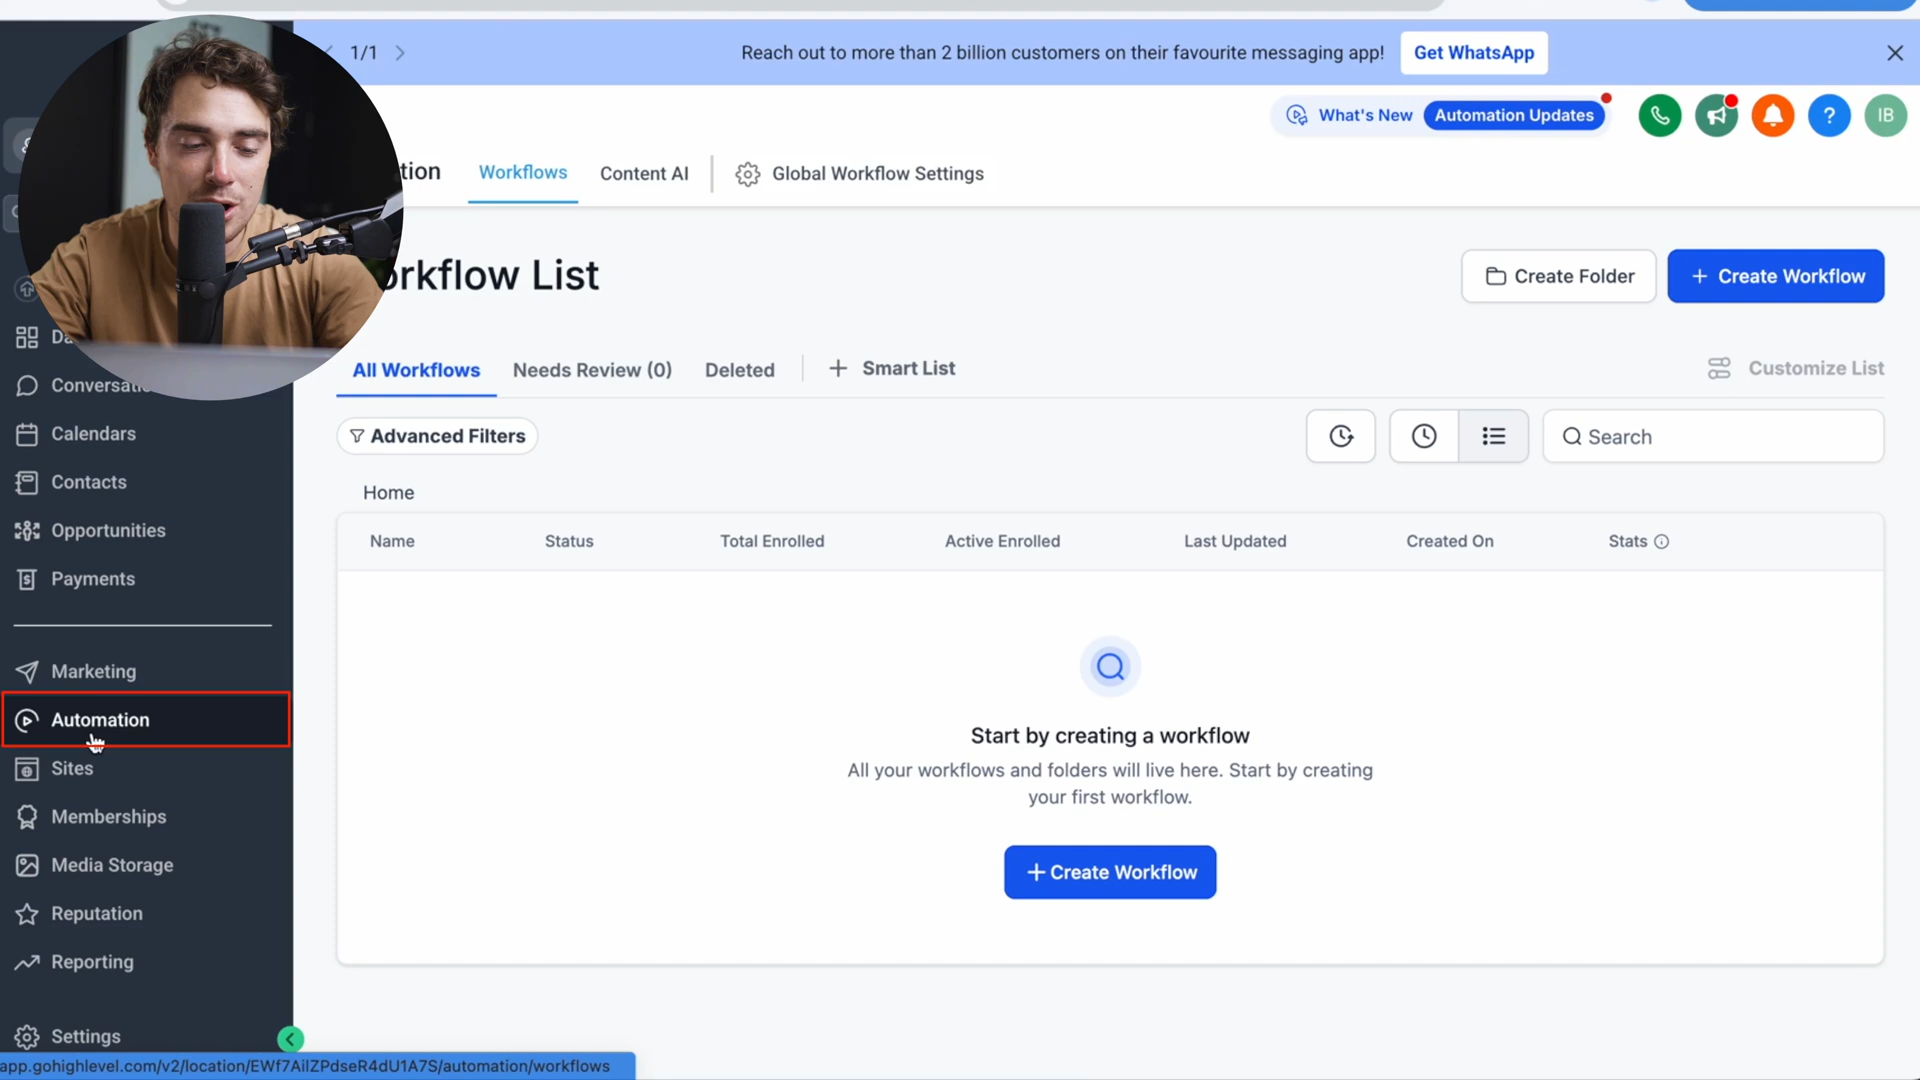 1/1
Reach out to more than 2 billion customers on their favourite messaging app!
Get WhatsApp
What's New
Automation Updates
IB
Workflows
Content AI
Global Workflow Settings
Workflow List
Create Folder
+ Create Workflow
All Workflows
Needs Review (0)
Deleted
+ Smart List
Customize List
Advanced Filters
Search
Home
Name
Status
Total Enrolled
Active Enrolled
Last Updated
Created On
Stats
Start by creating a workflow
All your workflows and folders will live here. Start by creating
your first workflow.
+ Create Workflow
Calendars
Contacts
Opportunities
Payments
Marketing
Automation
Sites
Memberships
Media Storage
Reputation
Reporting
Settings
app.gohighlevel.com/v2/location/EWf7AilZPdseR4dU1A7S/automation/workflows